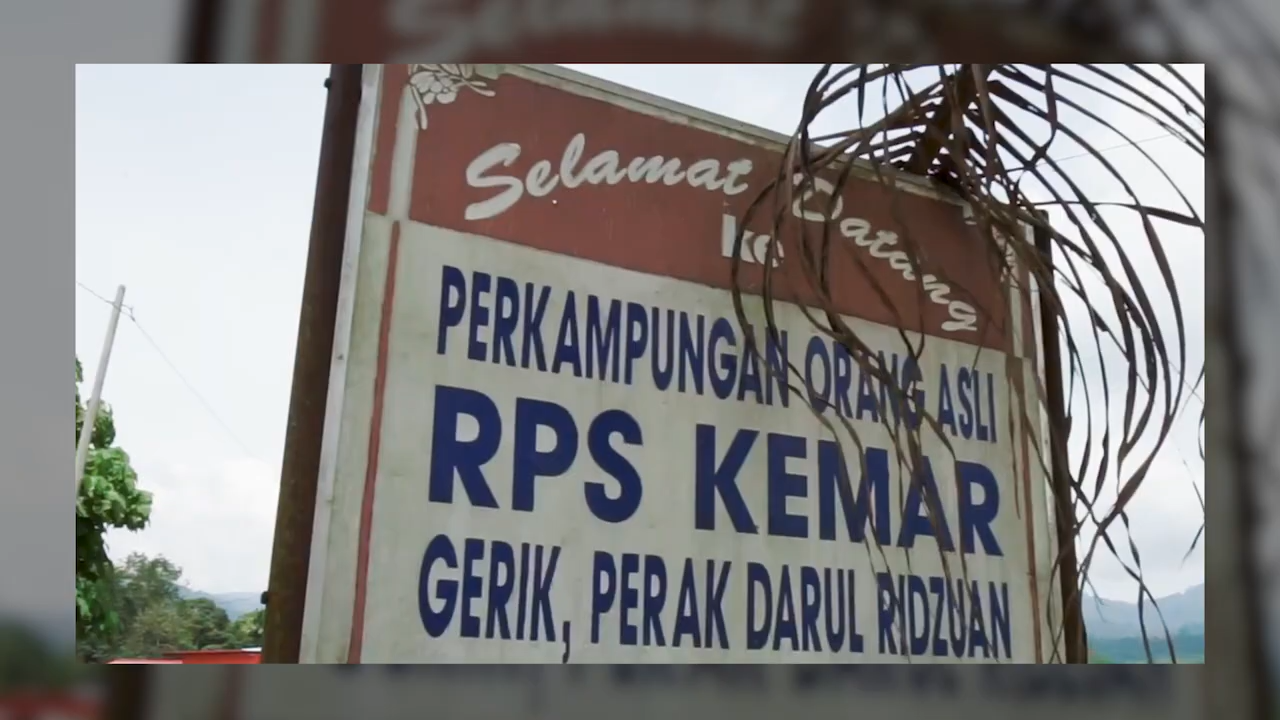 Selamat Datang
ke
PERKAMPUNGAN ORANG ASLI
RPS KEMAR
GERIK, PERAK DARUL RIDZUAN